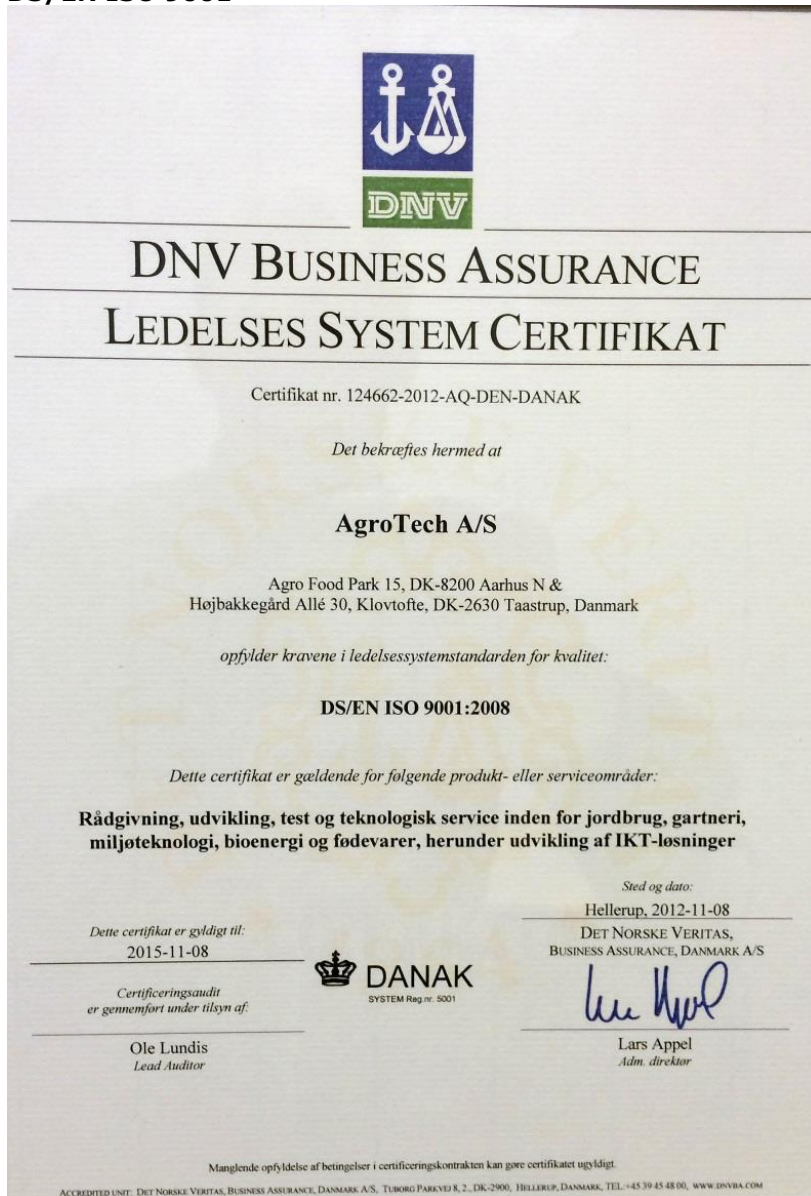 DS/EN ISO 9001
DNV
DNV BUSINESS ASSURANCE
LEDELSES SYSTEM CERTIFIKAT
Certifikat nr. 124662-2012-AQ-DEN-DANAK
Det bekræftes hermed at
AgroTech A/S
Agro Food Park 15, DK-8200 Aarhus N &
Højbakkegård Allé 30, Klovtofte, DK-2630 Taastrup, Danmark
opfylder kravene i ledelsessystemstandarden for kvalitet:
DS/EN ISO 9001:2008
Dette certifikat er gældende for følgende produkt- eller serviceområder:
Rådgivning, udvikling, test og teknologisk service inden for jordbrug, gartneri,
miljøteknologi, bioenergi og fødevarer, herunder udvikling af IKT-løsninger
Dette certifikat er gyldigt til:
2015-11-08
Certificeringsaudit
er gennemført under tilsyn af:
Ole Lundis
Lead Auditor
DANAK
SYSTEM Reg.nr. 5001
Sted og dato:
Hellerup, 2012-11-08
DET NORSKE VERITAS,
BUSINESS ASSURANCE, DANMARK A/S
Lars Appel
Adm. direktør
Manglende opfyldelse af betingelser i certificeringskontrakten kan gøre certifikatet ugyldigt.
ACCREDITED UNIT: DET NORSKE VERITAS, BUSINESS ASSURANCE, DANMARK A/S, TUBORG PARKVEJ 8, 2., DK-2900, HELLERUP, DANMARK, TEL:+45 39 45 48 00, WWW.DNVBA.COM